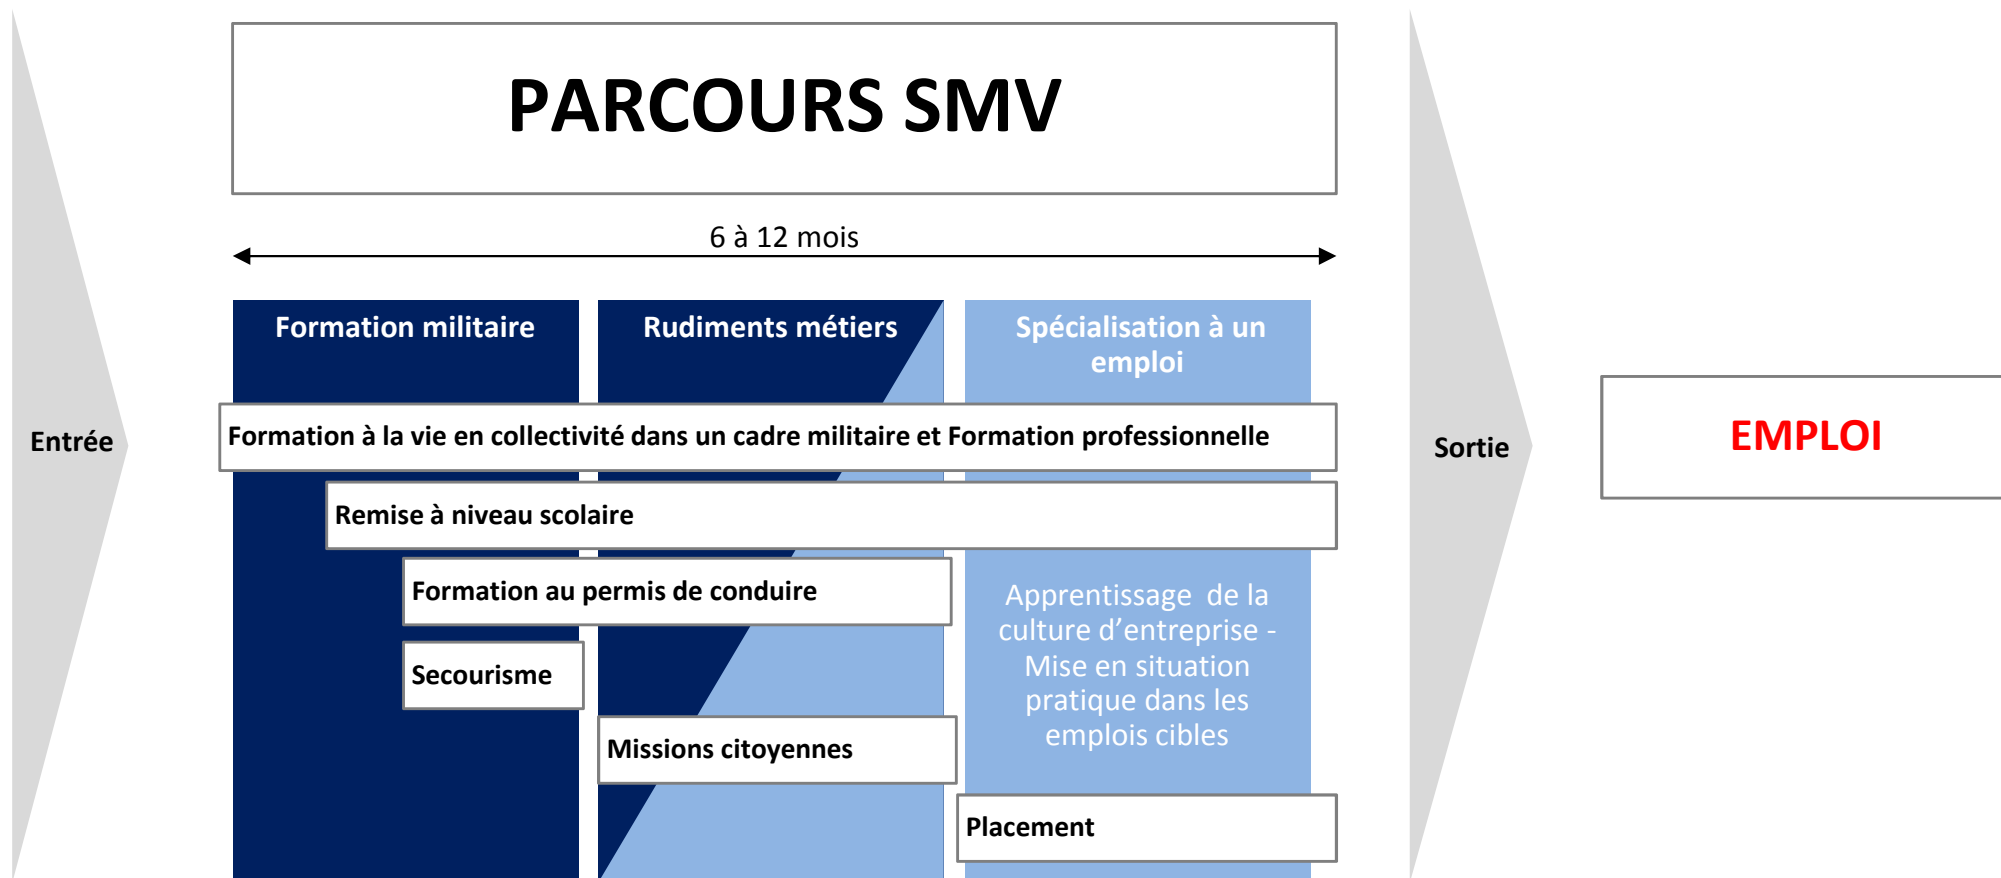 PARCOURS SMV
6 à 12 mois
Formation militaire
Rudiments métiers
Spécialisation à un
emploi
Entrée
Formation à la vie en collectivité dans un cadre militaire et Formation professionnelle
Remise à niveau scolaire
Formation au permis de conduire
Secourisme
Missions citoyennes
Apprentissage de la
culture d’entreprise -
Mise en situation
pratique dans les
emplois cibles
Placement
Sortie
EMPLOI